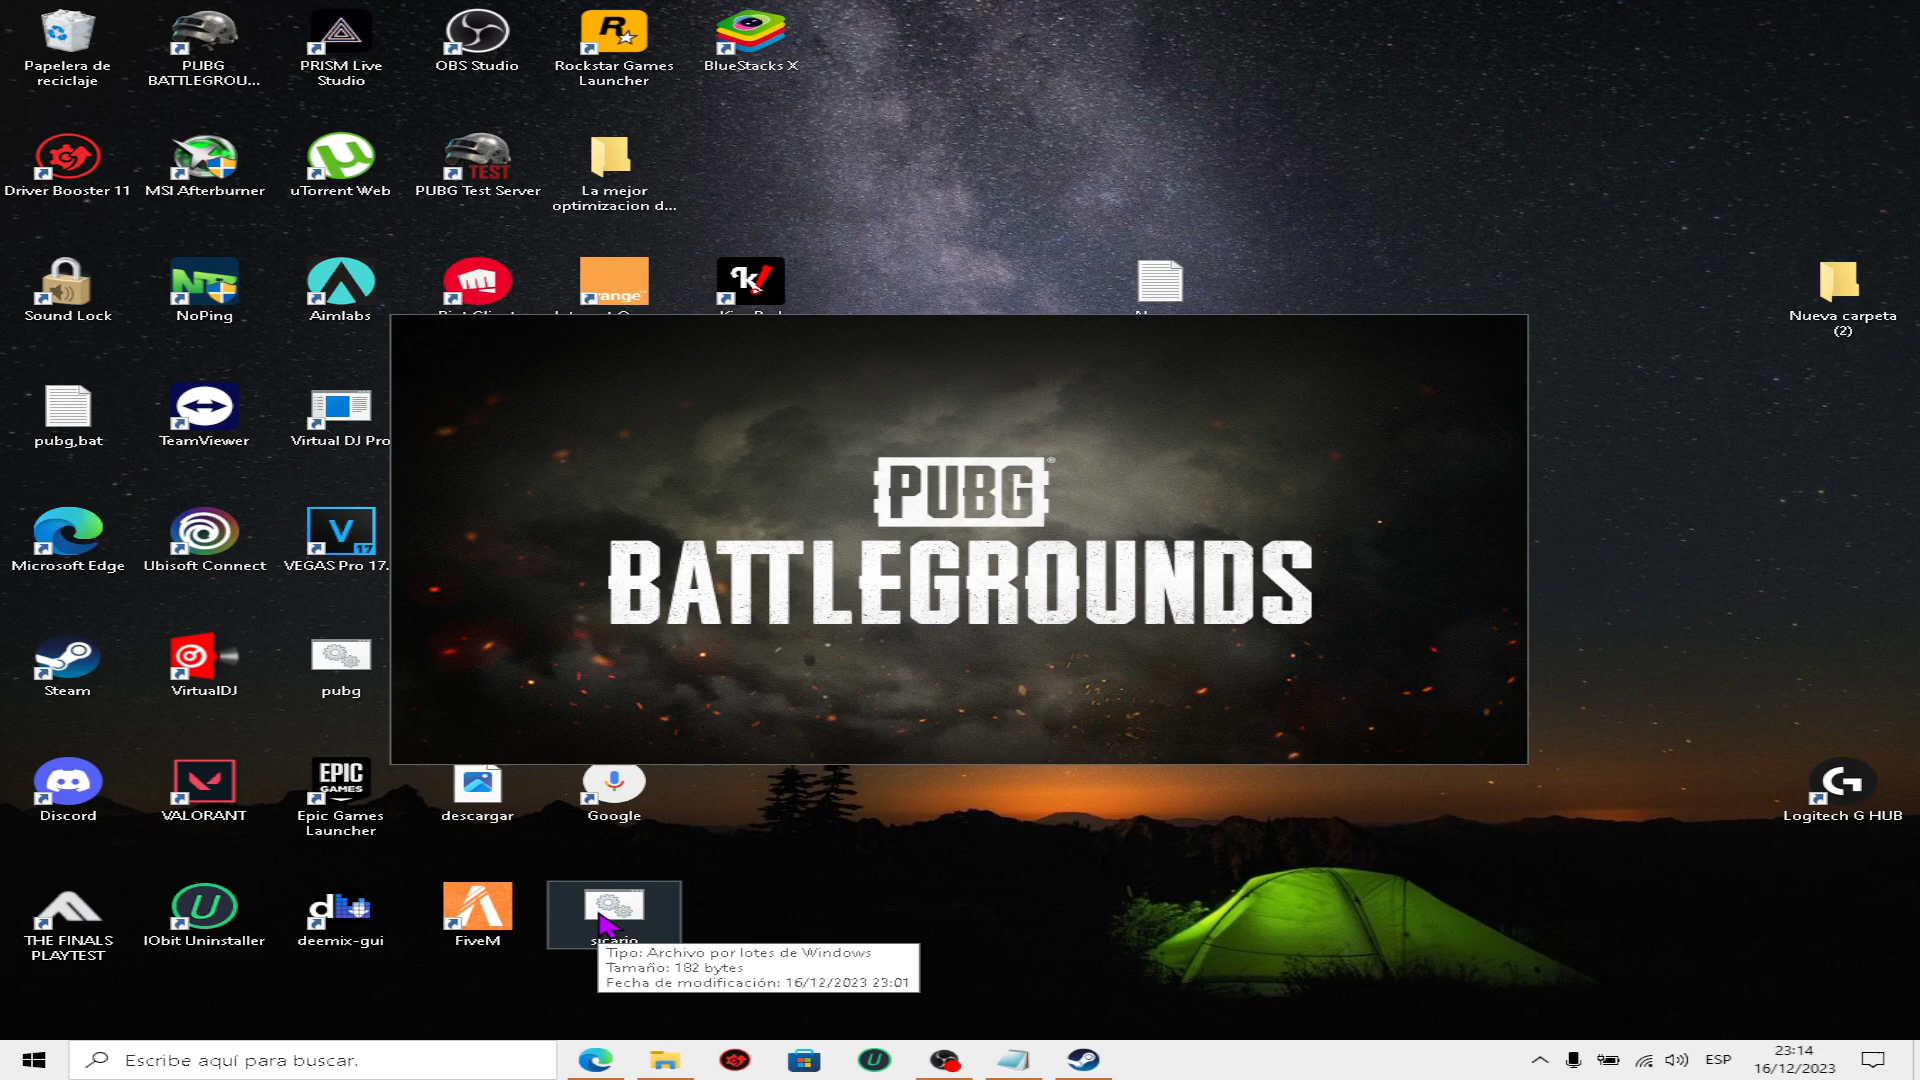 Papelera de
reciclaje
PUBG
BATTLEGROU...
PRISM Live
Studio
OBS Studio
R
Rockstar Games
Launcher
BlueStacks X
Driver Booster 11
MSI Afterburner
uTorrent Web
TEST
PUBG Test Server
La mejor
optimizacion d...
Sound Lock
NoPing
Aimlabs
Nueva carpeta
(2)
pubg,bat
TeamViewer
Virtual DJ Pro
PUBG®
BATTLEGROUNDS
Microsoft Edge
Ubisoft Connect
V
17
VEGAS Pro 17.
Steam
VirtualDJ
pubg
Discord
VALORANT
EPIC
GAMES
Epic Games
Launcher
descargar
Google
Logitech G HUB
THE FINALS
PLAYTEST
U
IObit Uninstaller
d
deemix-gui
FiveM
sicario
Tipo: Archivo por lotes de Windows
Tamaño: 182 bytes
Fecha de modificación: 16/12/2023 23:01
Escribe aquí para buscar.
ESP
23:14
16/12/2023